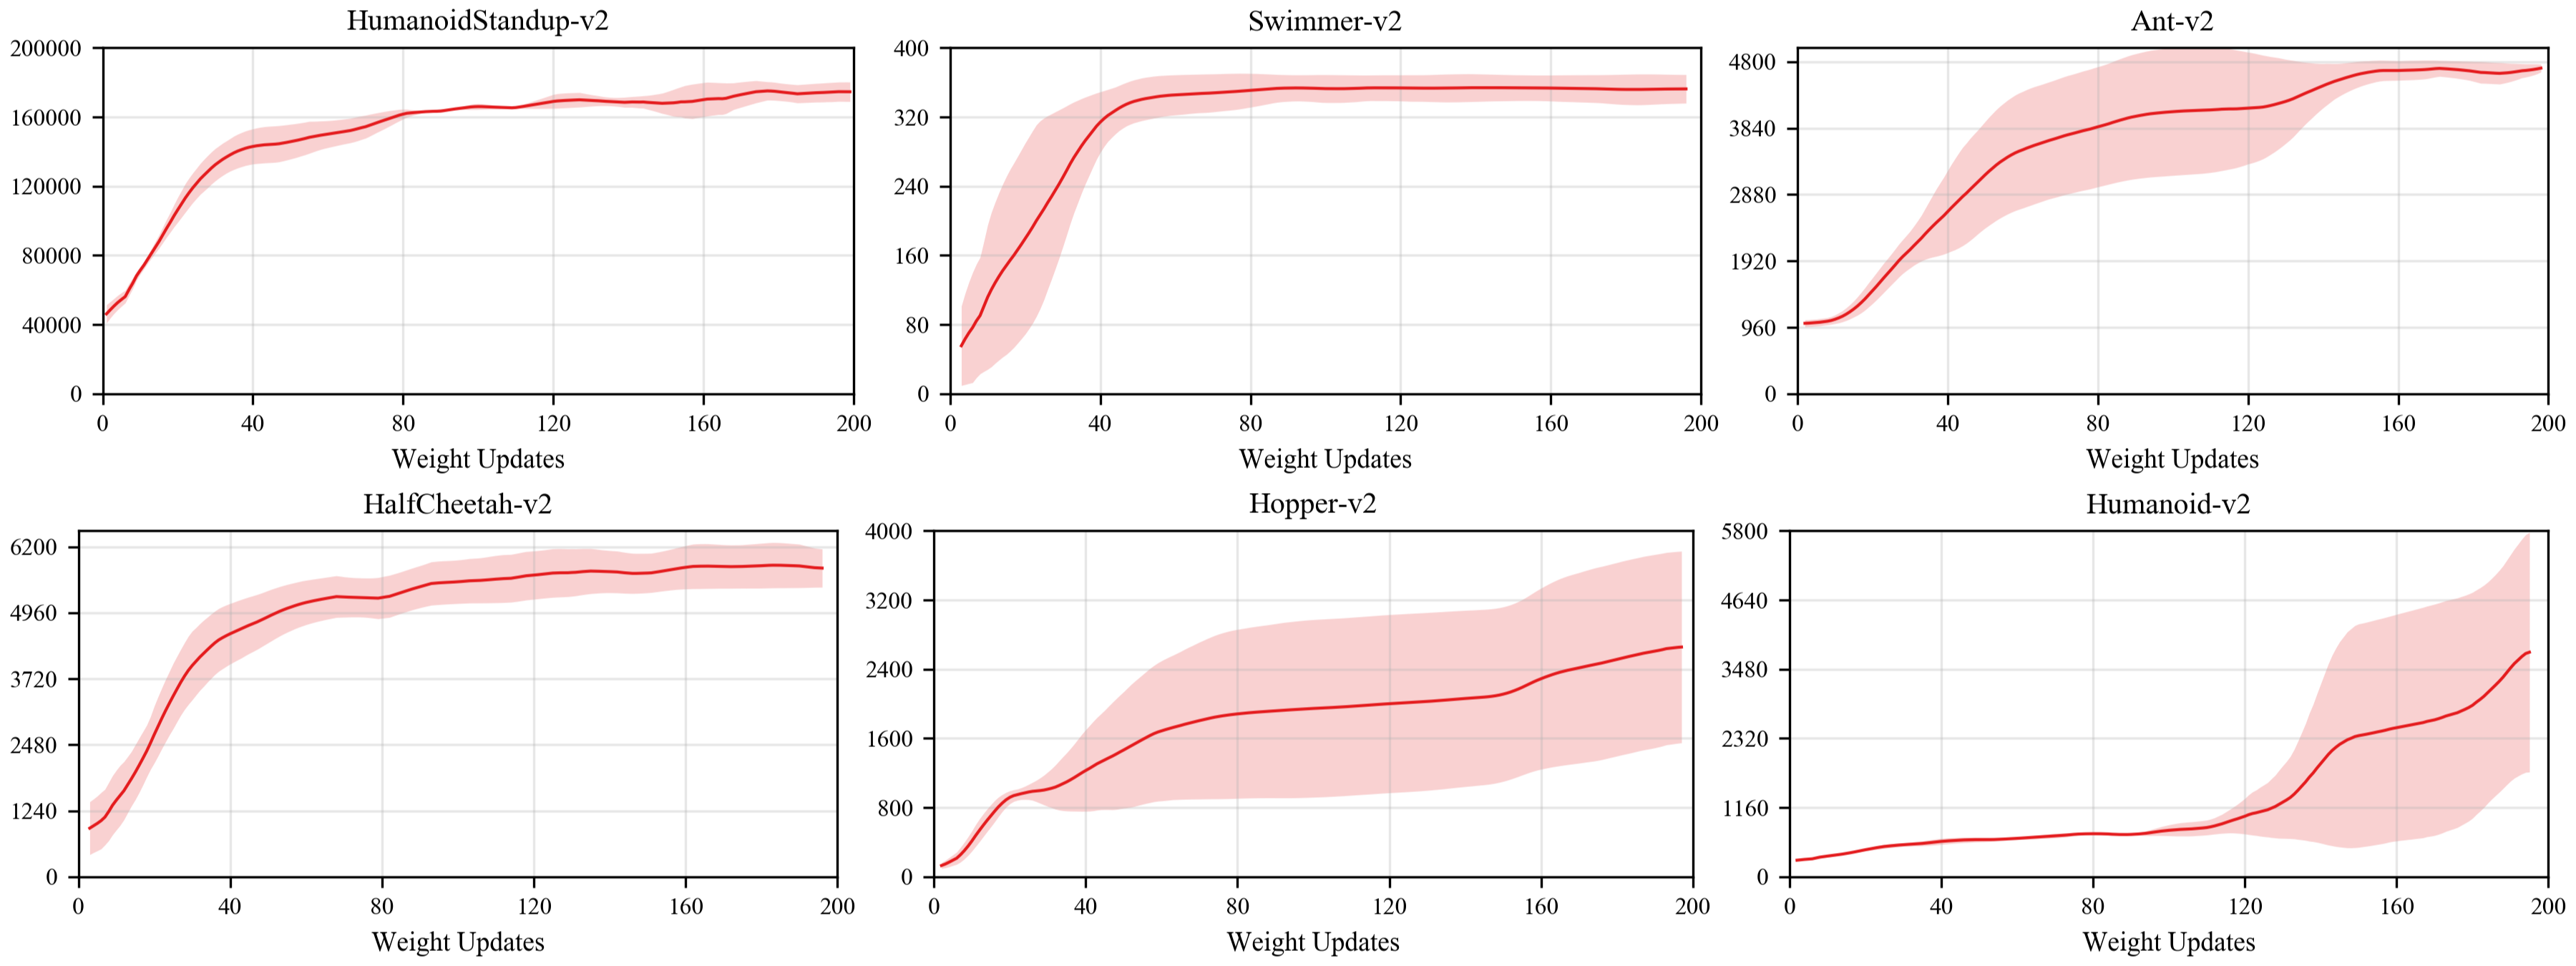 HumanoidStandup-v2
200000
160000
120000
80000
40000
0
0 40 80 120 160 200
Weight Updates
Swimmer-v2
400
320
240
160
80
0
0 40 80 120 160 200
Weight Updates
Ant-v2
4800
3840
2880
1920
960
0
0 40 80 120 160 200
Weight Updates
HalfCheetah-v2
6200
4960
3720
2480
1240
0
0 40 80 120 160 200
Weight Updates
Hopper-v2
4000
3200
2400
1600
800
0
0 40 80 120 160 200
Weight Updates
Humanoid-v2
5800
4640
3480
2320
1160
0
0 40 80 120 160 200
Weight Updates